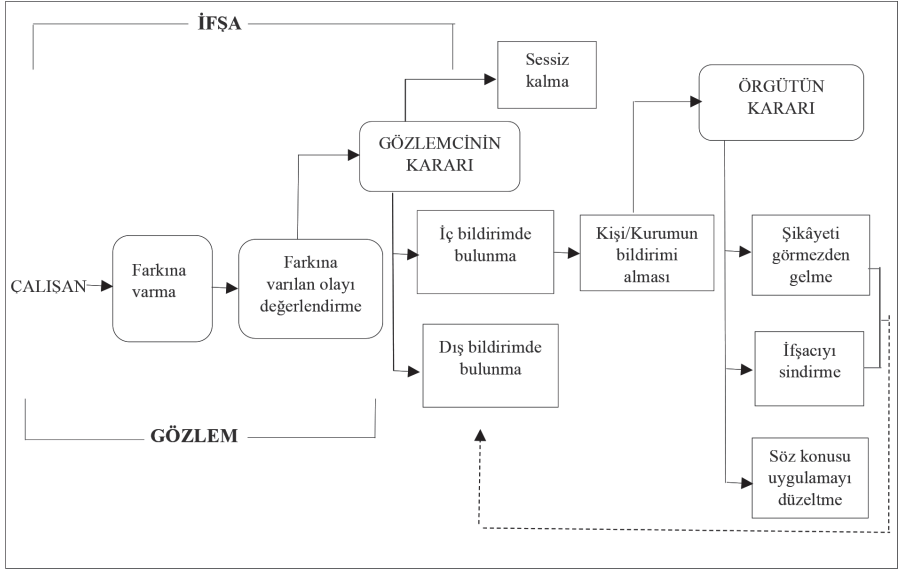 İFŞA
Sessiz
kalma
ÖRGÜTÜN
KARARI
GÖZLEMCİNİN
KARARI
İç bildirimde
bulunma
Kişi/Kurumun
bildirimi
alması
Şikâyeti
görmezden
gelme
ÇALIŞAN
Farkına
varma
Farkına
varılan olayı
değerlendirme
Dış bildirimde
bulunma
İfşacıyı
sindirme
GÖZLEM
Söz konusu
uygulamayı
düzeltme